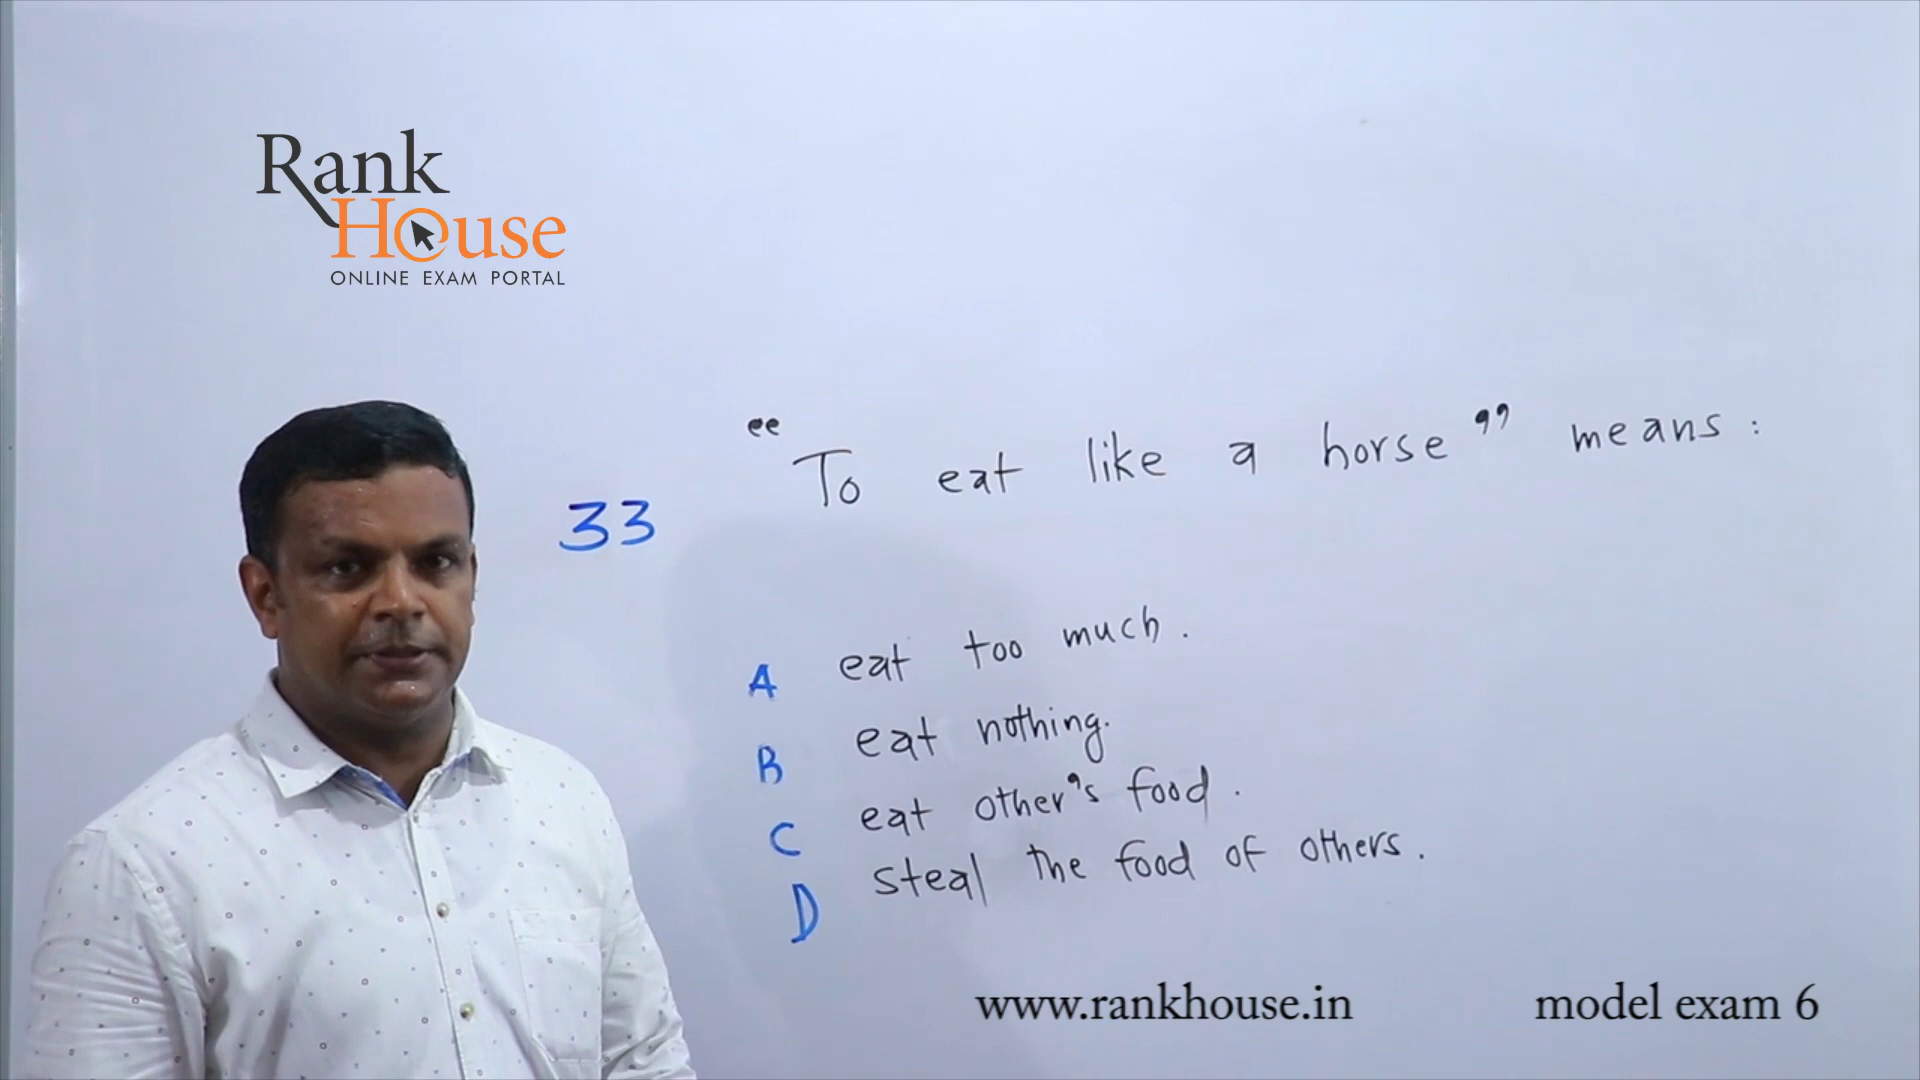 Rank
House
ONLINE EXAM PORTAL
33 “To eat like a horse” means:
A eat too much.
B eat nothing.
C eat other's food.
D steal the food of others.
www.rankhouse.in
model exam 6